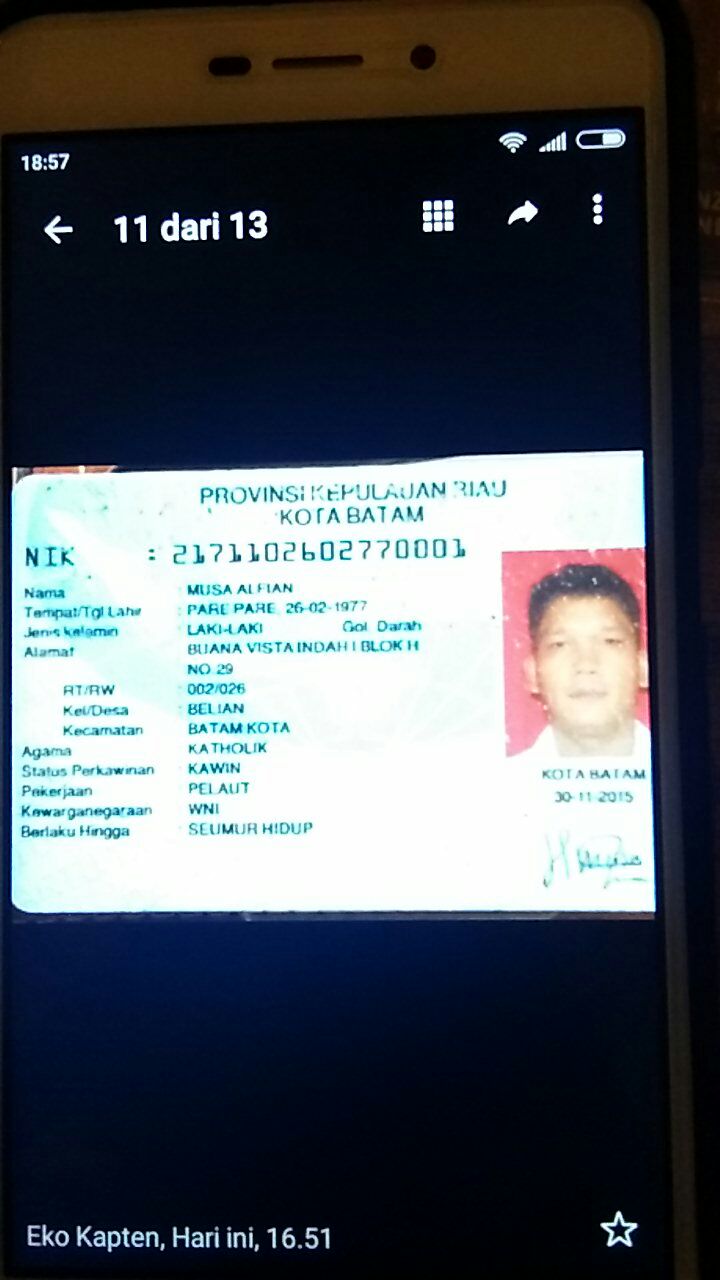 18:57
11 dari 13
PROVINSI KEPULAUAN RIAU
KOTA BATAM
NIK : 2171102602770001
Nama : MUSA ALFIAN
Tempat/Tgl Lahir : PARE PARE, 26-02-1977
Jenis kelamin : LAKI-LAKI Gol. Darah
Alamat : BUANA VISTA INDAH I BLOK H
NO 29
RT/RW : 002/026
Kel/Desa : BELIAN
Kecamatan : BATAM KOTA
Agama : KATHOLIK
Status Perkawinan : KAWIN
Pekerjaan : PELAUT
Kewarganegaraan : WNI
Berlaku Hingga : SEUMUR HIDUP
KOTA BATAM
30-11-2015
Eko Kapten, Hari ini, 16.51